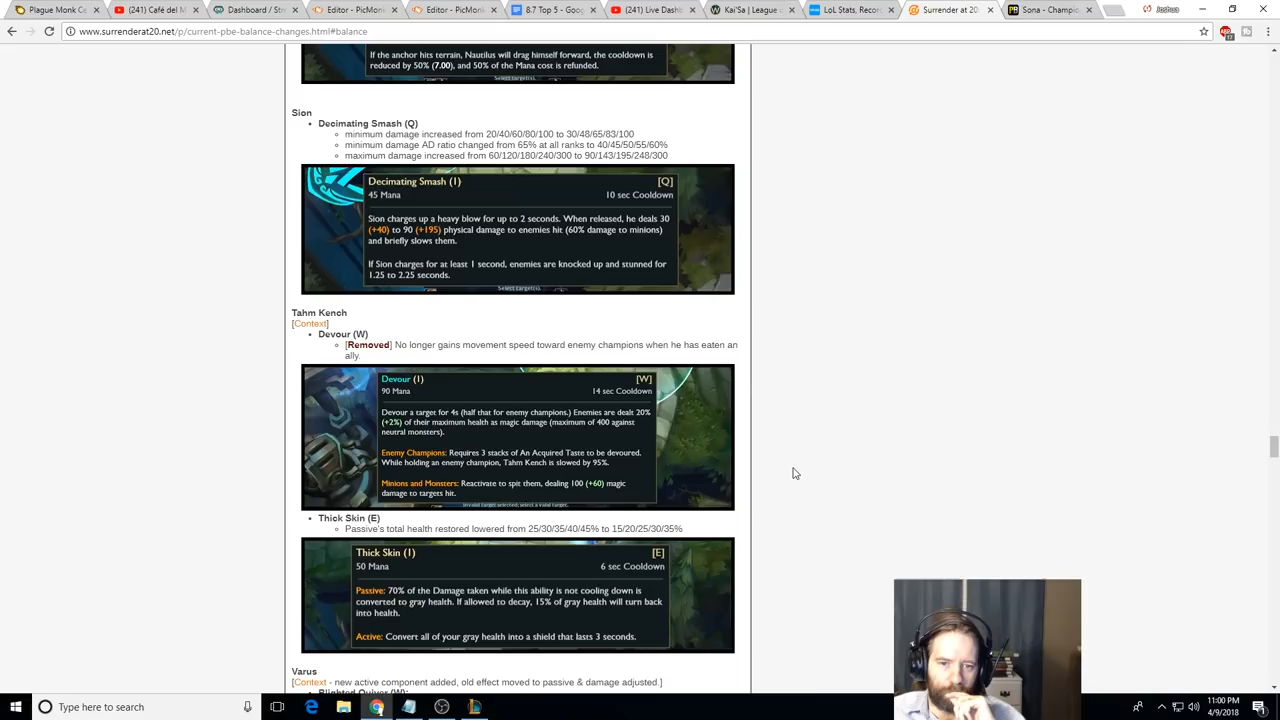 Plague Monk C
(241) Café del M
Dashboard / Str
Editor - PicMonk
Editor - PicMonk
8.7 Top 5 - Goog
(241) Live Dashb
Kai'Sa | League o
LoL Stats, Record
Surrender at 20:
Sona - Champion
www.surrenderat20.net/p/current-pbe-balance-changes.html#balance
If the anchor hits terrain, Nautilus will drag himself forward, the cooldown is
reduced by 50% (7.00), and 50% of the Mana cost is refunded.
Select target(s).
Sion
• Decimating Smash (Q)
minimum damage increased from 20/40/60/80/100 to 30/48/65/83/100
minimum damage AD ratio changed from 65% at all ranks to 40/45/50/55/60%
maximum damage increased from 60/120/180/240/300 to 90/143/195/248/300
Decimating Smash (1) [Q]
45 Mana 10 sec Cooldown
Sion charges up a heavy blow for up to 2 seconds. When released, he deals 30
(+40) to 90 (+195) physical damage to enemies hit (60% damage to minions)
and briefly slows them.
If Sion charges for at least 1 second, enemies are knocked up and stunned for
1.25 to 2.25 seconds.
Select target(s).
Tahm Kench
[Context]
• Devour (W)
[Removed] No longer gains movement speed toward enemy champions when he has eaten an
ally.
Devour (1) [W]
90 Mana 14 sec Cooldown
Devour a target for 4s (half that for enemy champions.) Enemies are dealt 20%
(+2%) of their maximum health as magic damage (maximum of 400 against
neutral monsters).
Enemy Champions: Requires 3 stacks of An Acquired Taste to be devoured.
While holding an enemy champion, Tahm Kench is slowed by 95%.
Minions and Monsters: Reactivate to spit them, dealing 100 (+60) magic
damage to targets hit.
Invalid target selected; select a valid target.
• Thick Skin (E)
Passive's total health restored lowered from 25/30/35/40/45% to 15/20/25/30/35%
Thick Skin (1) [E]
50 Mana 6 sec Cooldown
Passive: 70% of the Damage taken while this ability is not cooling down is
converted to gray health. If allowed to decay, 15% of gray health will turn back
into health.
Active: Convert all of your gray health into a shield that lasts 3 seconds.
Varus
[Context - new active component added, old effect moved to passive & damage adjusted.]
• Blighted Quiver (W):
Type here to search
11:00 PM
4/9/2018